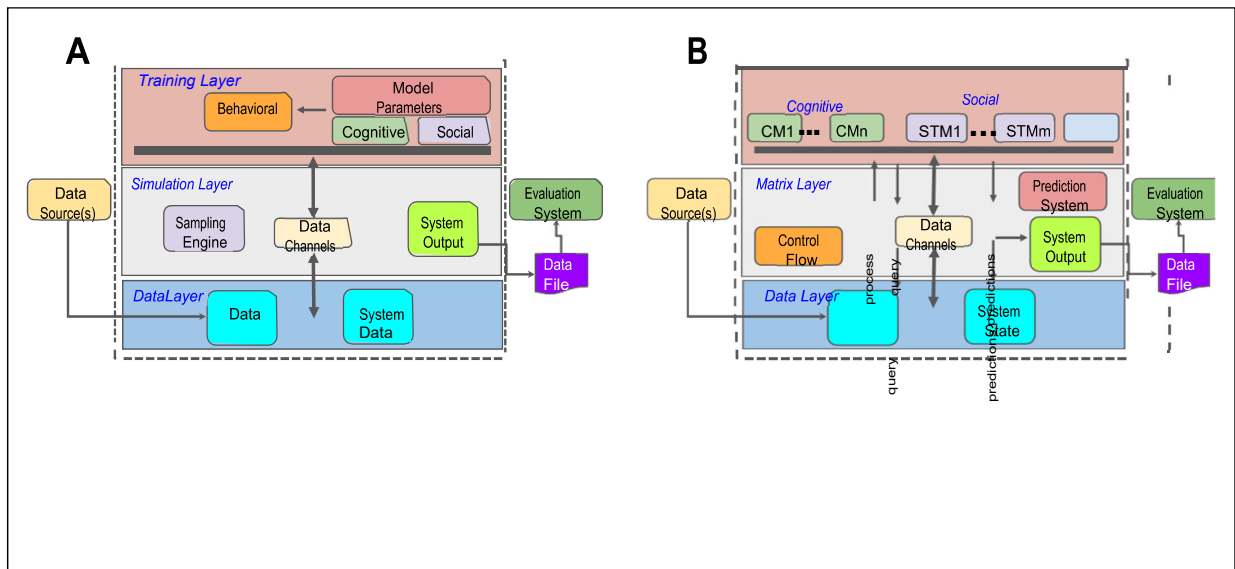 A
Training Layer
Behavioral
Model
Parameters
Cognitive
Social
Simulation Layer
Data
Source(s)
Sampling
Engine
Data
Channels
System
Output
Evaluation
System
Data
File
DataLayer
Data
System
Data
B
Cognitive
Social
CM1
CMn
STM1
STMm
Matrix Layer
Data
Source(s)
Prediction
System
Evaluation
System
Control
Flow
Data
Channels
System
Output
process
query
predictions/predictions
Data
File
Data Layer
System
State
query